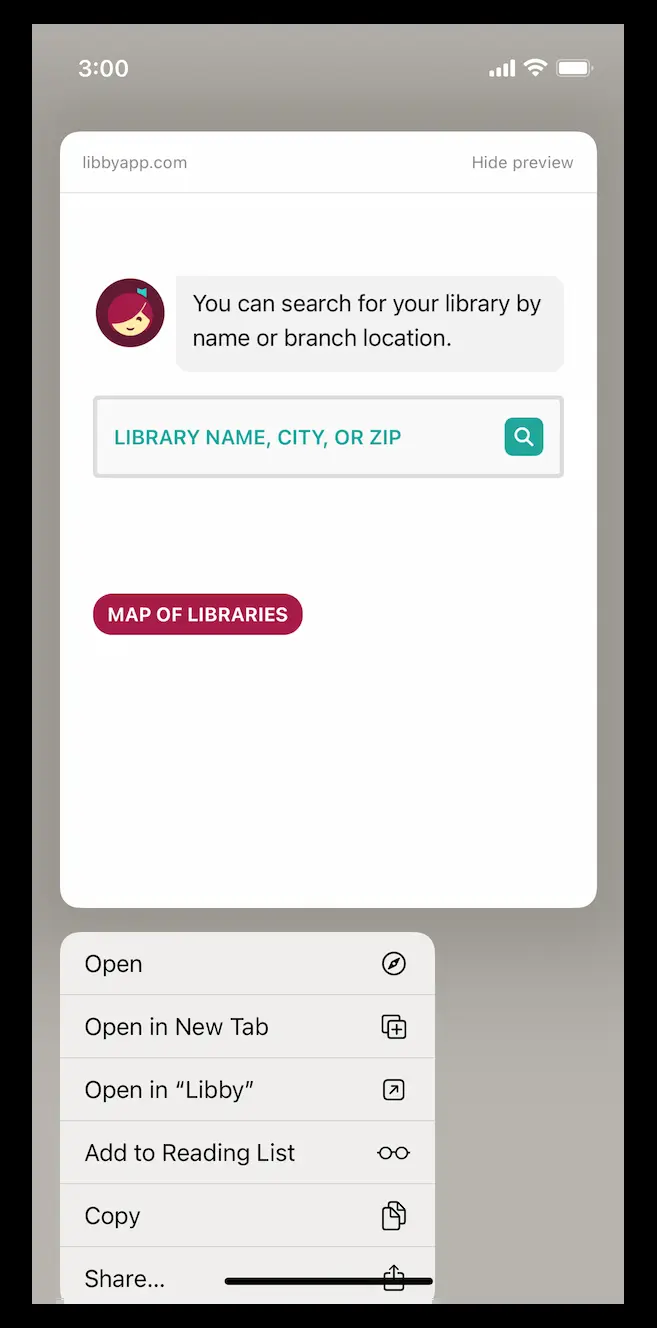 3:00
libbyapp.com
Hide preview
You can search for your library by
name or branch location.
LIBRARY NAME, CITY, OR ZIP
MAP OF LIBRARIES
Open
Open in New Tab
Open in “Libby”
Add to Reading List
Copy
Share...